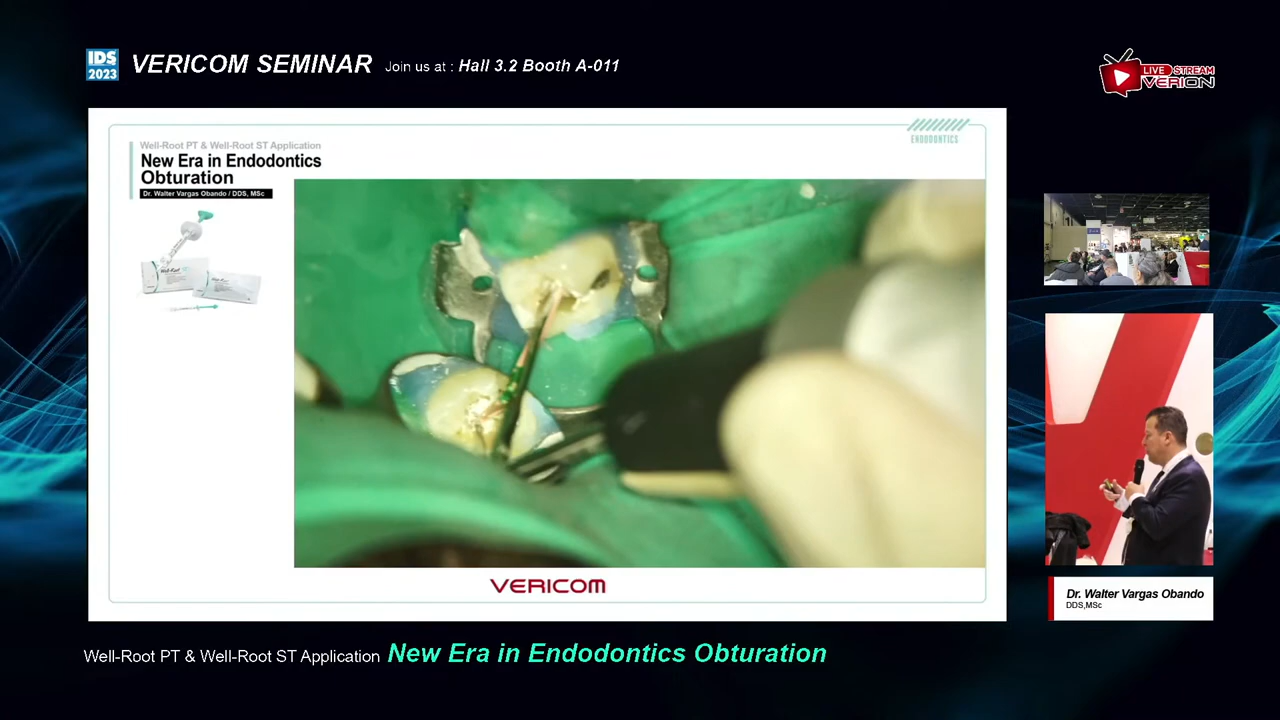 IDS
2023
VERICOM SEMINAR Join us at : Hall 3.2 Booth A-011
LIVE STREAM
VERION
ENDODONTICS
Well-Root PT & Well-Root ST Application
New Era in Endodontics
Obturation
Dr. Walter Vargas Obando / DDS, MSc
Well-Root
VERICOM
Dr. Walter Vargas Obando
DDS,MSc
Well-Root PT & Well-Root ST Application New Era in Endodontics Obturation